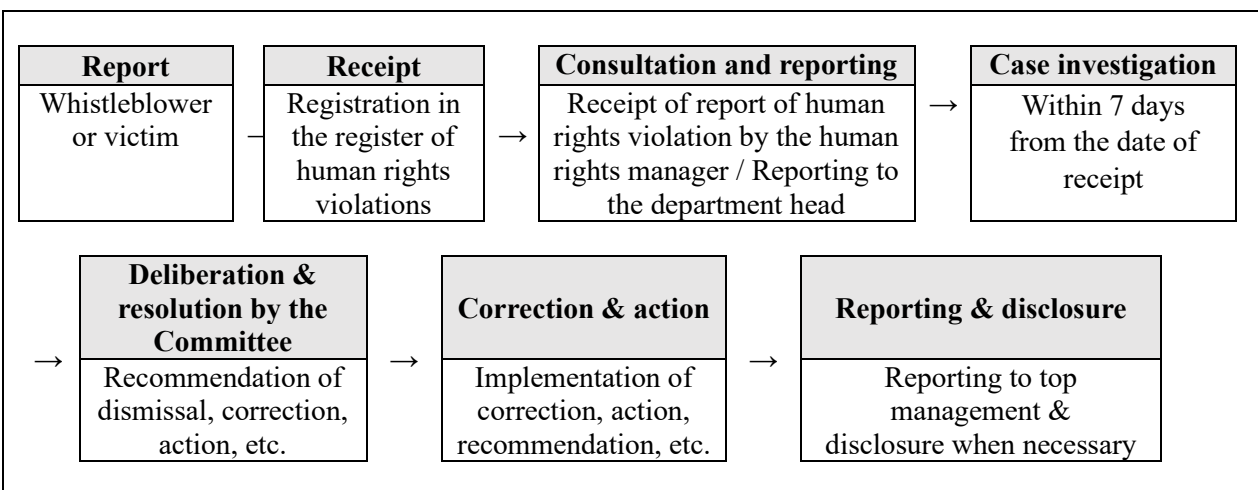 Report
Whistleblower
or victim
–
Receipt
Registration in
the register of
human rights
violations
→
Consultation and reporting
Receipt of report of human
rights violation by the human
rights manager / Reporting to
the department head
→
Case investigation
Within 7 days
from the date of
receipt
→
Deliberation &
resolution by the
Committee
Recommendation of
dismissal, correction,
action, etc.
→
Correction & action
Implementation of
correction, action,
recommendation, etc.
→
Reporting & disclosure
Reporting to top
management &
disclosure when necessary